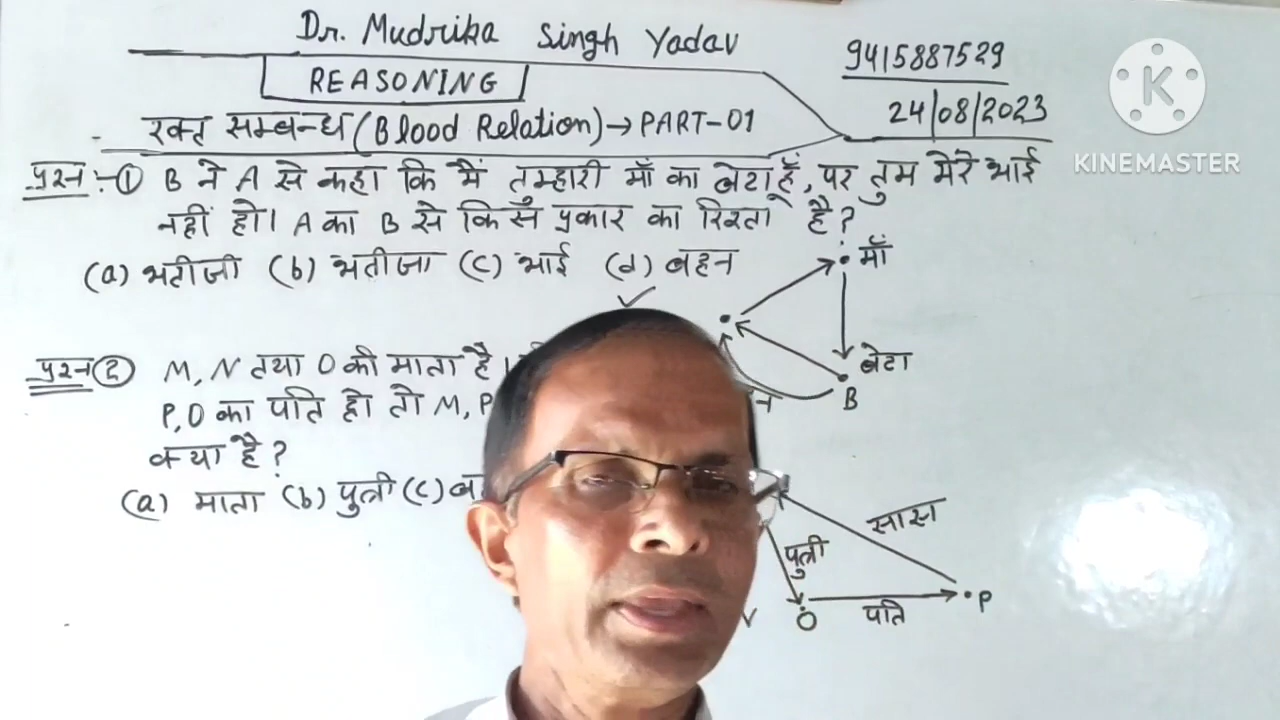 Dr. Mudrika Singh Yadav
9415887529
REASONING
24/08/2023
रक्त सम्बन्ध (Blood Relation) → PART-01
KINEMASTER
प्रश्न :- ① B ने A से कहा कि मैं तुम्हारी माँ का बेटा हूँ, पर तुम मेरे भाई
नहीं हो। A का B से किस प्रकार का रिश्ता है?
(a) भतीजी (b) भतीजा (c) भाई (d) बहन
माँ
बेटा
B
प्रश्न ② M, N तथा O की माता है।
P, O का पति हो तो M, P
क्या है?
(a) माता (b) पुत्री (c)
सास
पुत्री
O
पति
P